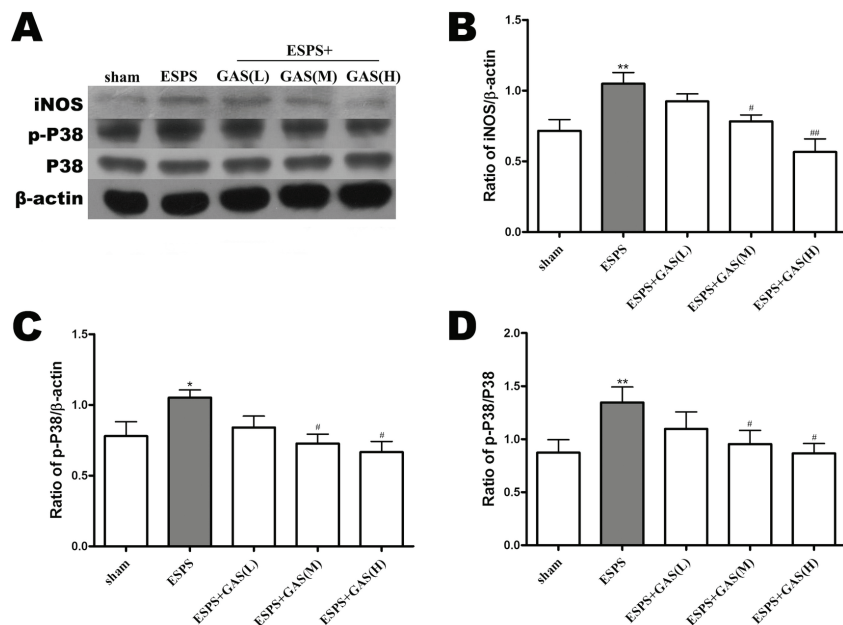 A
ESPS+
sham ESPS GAS(L) GAS(M) GAS(H)
iNOS
p-P38
P38
β-actin
B
Ratio of iNOS/β-actin
1.5
1.0
0.5
0.0
**
#
##
sham
ESPS
ESPS+GAS(L)
ESPS+GAS(M)
ESPS+GAS(H)
C
Ratio of p-P38/β-actin
1.5
1.0
0.5
0.0
*
#
#
sham
ESPS
ESPS+GAS(L)
ESPS+GAS(M)
ESPS+GAS(H)
D
Ratio of p-P38/P38
2.0
1.5
1.0
0.5
0.0
**
#
#
sham
ESPS
ESPS+GAS(L)
ESPS+GAS(M)
ESPS+GAS(H)